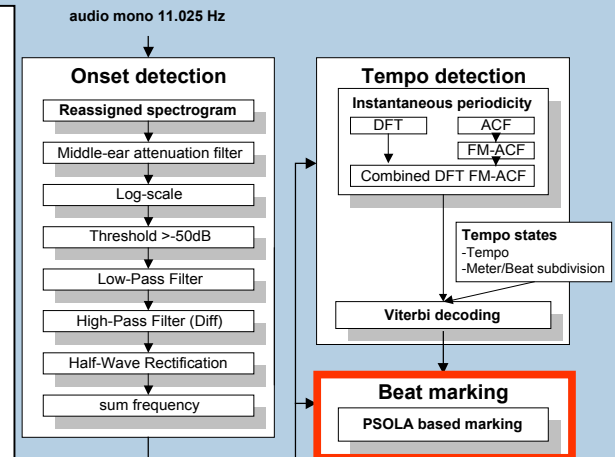 audio mono 11.025 Hz
Onset detection
Reassigned spectrogram
Middle-ear attenuation filter
Log-scale
Threshold >-50dB
Low-Pass Filter
High-Pass Filter (Diff)
Half-Wave Rectification
sum frequency
Tempo detection
Instantaneous periodicity
DFT
ACF
FM-ACF
Combined DFT FM-ACF
Tempo states
-Tempo
-Meter/Beat subdivision
Viterbi decoding
Beat marking
PSOLA based marking